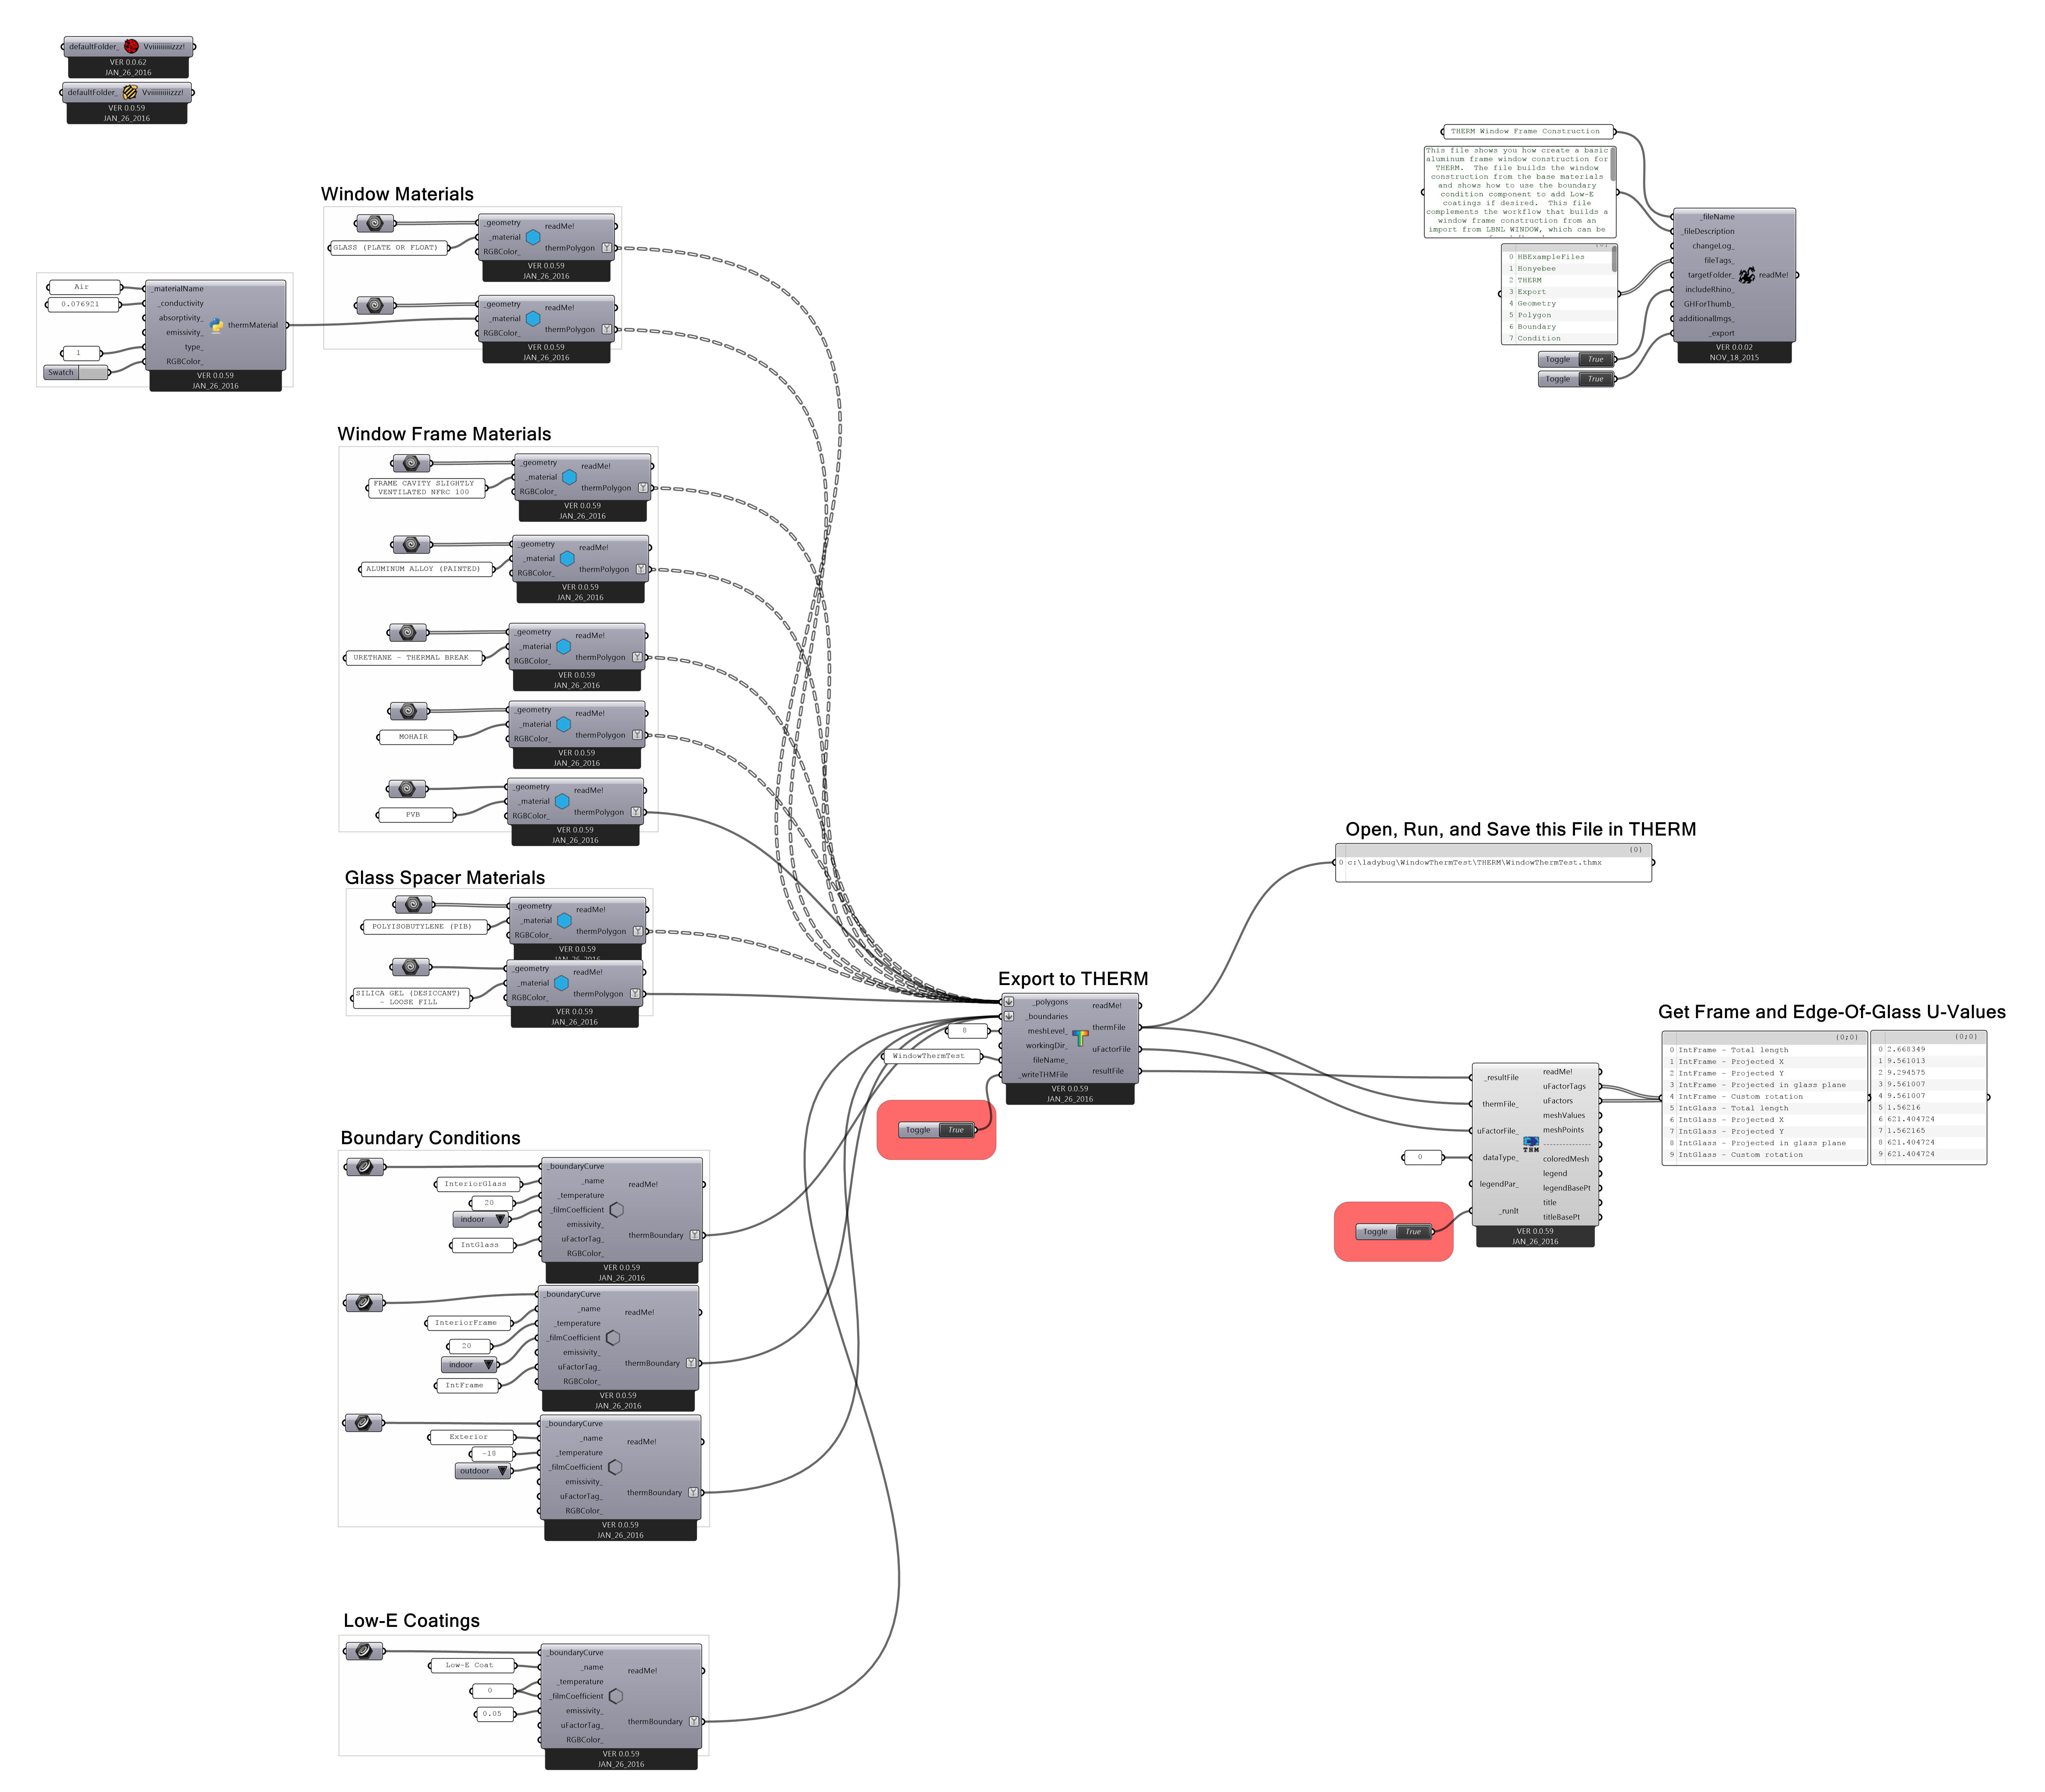 defaultFolder_ Vviiiiiiiiizzz!
VER 0.0.62
JAN_26_2016
defaultFolder_ Vviiiiiiiiizzz!
VER 0.0.59
JAN_26_2016
THERM Window Frame Construction
This file shows you how create a basic
aluminum frame window construction for
THERM. The file builds the window
construction from the base materials
and shows how to use the boundary
condition component to add Low-E
coatings if desired. This file
complements the workflow that builds a
window frame construction from an
import from LBNL WINDOW, which can be
{0}
0 HBExampleFiles
1 Honyebee
2 THERM
3 Export
4 Geometry
5 Polygon
6 Boundary
7 Condition
Toggle True
Toggle True
_fileName
_fileDescription
changeLog_
fileTags_
targetFolder_
includeRhino_
GHForThumb_
additionalImgs_
_export
readMe!
VER 0.0.02
NOV_18_2015
Window Materials
GLASS (PLATE OR FLOAT)
_geometry
_material
RGBColor_
readMe!
thermPolygon
VER 0.0.59
JAN_26_2016
_geometry
_material
RGBColor_
readMe!
thermPolygon
VER 0.0.59
JAN_26_2016
Air
0.076921
1
Swatch
_materialName
_conductivity
absorptivity_
emissivity_
type_
RGBColor_
thermMaterial
VER 0.0.59
JAN_26_2016
Window Frame Materials
FRAME CAVITY SLIGHTLY
VENTILATED NFRC 100
_geometry
_material
RGBColor_
readMe!
thermPolygon
VER 0.0.59
JAN_26_2016
ALUMINUM ALLOY (PAINTED)
_geometry
_material
RGBColor_
readMe!
thermPolygon
VER 0.0.59
JAN_26_2016
URETHANE - THERMAL BREAK
_geometry
_material
RGBColor_
readMe!
thermPolygon
VER 0.0.59
JAN_26_2016
MOHAIR
_geometry
_material
RGBColor_
readMe!
thermPolygon
VER 0.0.59
JAN_26_2016
PVB
_geometry
_material
RGBColor_
readMe!
thermPolygon
VER 0.0.59
JAN_26_2016
Glass Spacer Materials
POLYISOBUTYLENE (PIB)
_geometry
_material
RGBColor_
readMe!
thermPolygon
VER 0.0.59
JAN_26_2016
SILICA GEL (DESICCANT)
- LOOSE FILL
_geometry
_material
RGBColor_
readMe!
thermPolygon
VER 0.0.59
JAN_26_2016
Export to THERM
8
WindowThermTest
Toggle True
_polygons
_boundaries
meshLevel_
workingDir_
fileName_
_writeTHMFile
readMe!
thermFile
uFactorFile
resultFile
VER 0.0.59
JAN_26_2016
Open, Run, and Save this File in THERM
{0}
0 c:\ladybug\WindowThermTest\THERM\WindowThermTest.thmx
Get Frame and Edge-Of-Glass U-Values
0
Toggle True
_resultFile
thermFile_
uFactorFile_
dataType_
legendPar_
_runIt
THM
readMe!
uFactorTags
uFactors
meshValues
meshPoints
---------------
coloredMesh
legend
legendBasePt
title
titleBasePt
VER 0.0.59
JAN_26_2016
{0;0}
0 IntFrame - Total length
1 IntFrame - Projected X
2 IntFrame - Projected Y
3 IntFrame - Projected in glass plane
4 IntFrame - Custom rotation
5 IntGlass - Total length
6 IntGlass - Projected X
7 IntGlass - Projected Y
8 IntGlass - Projected in glass plane
9 IntGlass - Custom rotation
{0;0}
0 2.668349
1 9.561013
2 9.294575
3 9.561007
4 9.561007
5 1.56216
6 621.404724
7 1.562165
8 621.404724
9 621.404724
Boundary Conditions
InteriorGlass
20
indoor
IntGlass
_boundaryCurve
_name
_temperature
_filmCoefficient
emissivity_
uFactorTag_
RGBColor_
readMe!
thermBoundary
VER 0.0.59
JAN_26_2016
InteriorFrame
20
indoor
IntFrame
_boundaryCurve
_name
_temperature
_filmCoefficient
emissivity_
uFactorTag_
RGBColor_
readMe!
thermBoundary
VER 0.0.59
JAN_26_2016
Exterior
-18
outdoor
_boundaryCurve
_name
_temperature
_filmCoefficient
emissivity_
uFactorTag_
RGBColor_
readMe!
thermBoundary
VER 0.0.59
JAN_26_2016
Low-E Coatings
Low-E Coat
0
0.05
_boundaryCurve
_name
_temperature
_filmCoefficient
emissivity_
uFactorTag_
RGBColor_
readMe!
thermBoundary
VER 0.0.59
JAN_26_2016